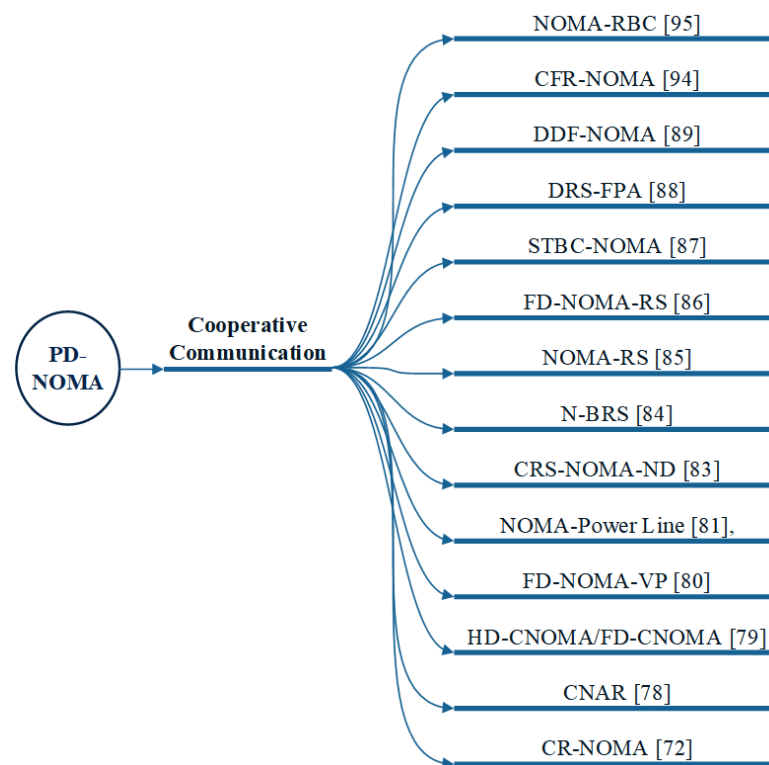 PD-
NOMA
Cooperative
Communication
NOMA-RBC [95]
CFR-NOMA [94]
DDF-NOMA [89]
DRS-FPA [88]
STBC-NOMA [87]
FD-NOMA-RS [86]
NOMA-RS [85]
N-BRS [84]
CRS-NOMA-ND [83]
NOMA-Power Line [81],
FD-NOMA-VP [80]
HD-CNOMA/FD-CNOMA [79]
CNAR [78]
CR-NOMA [72]